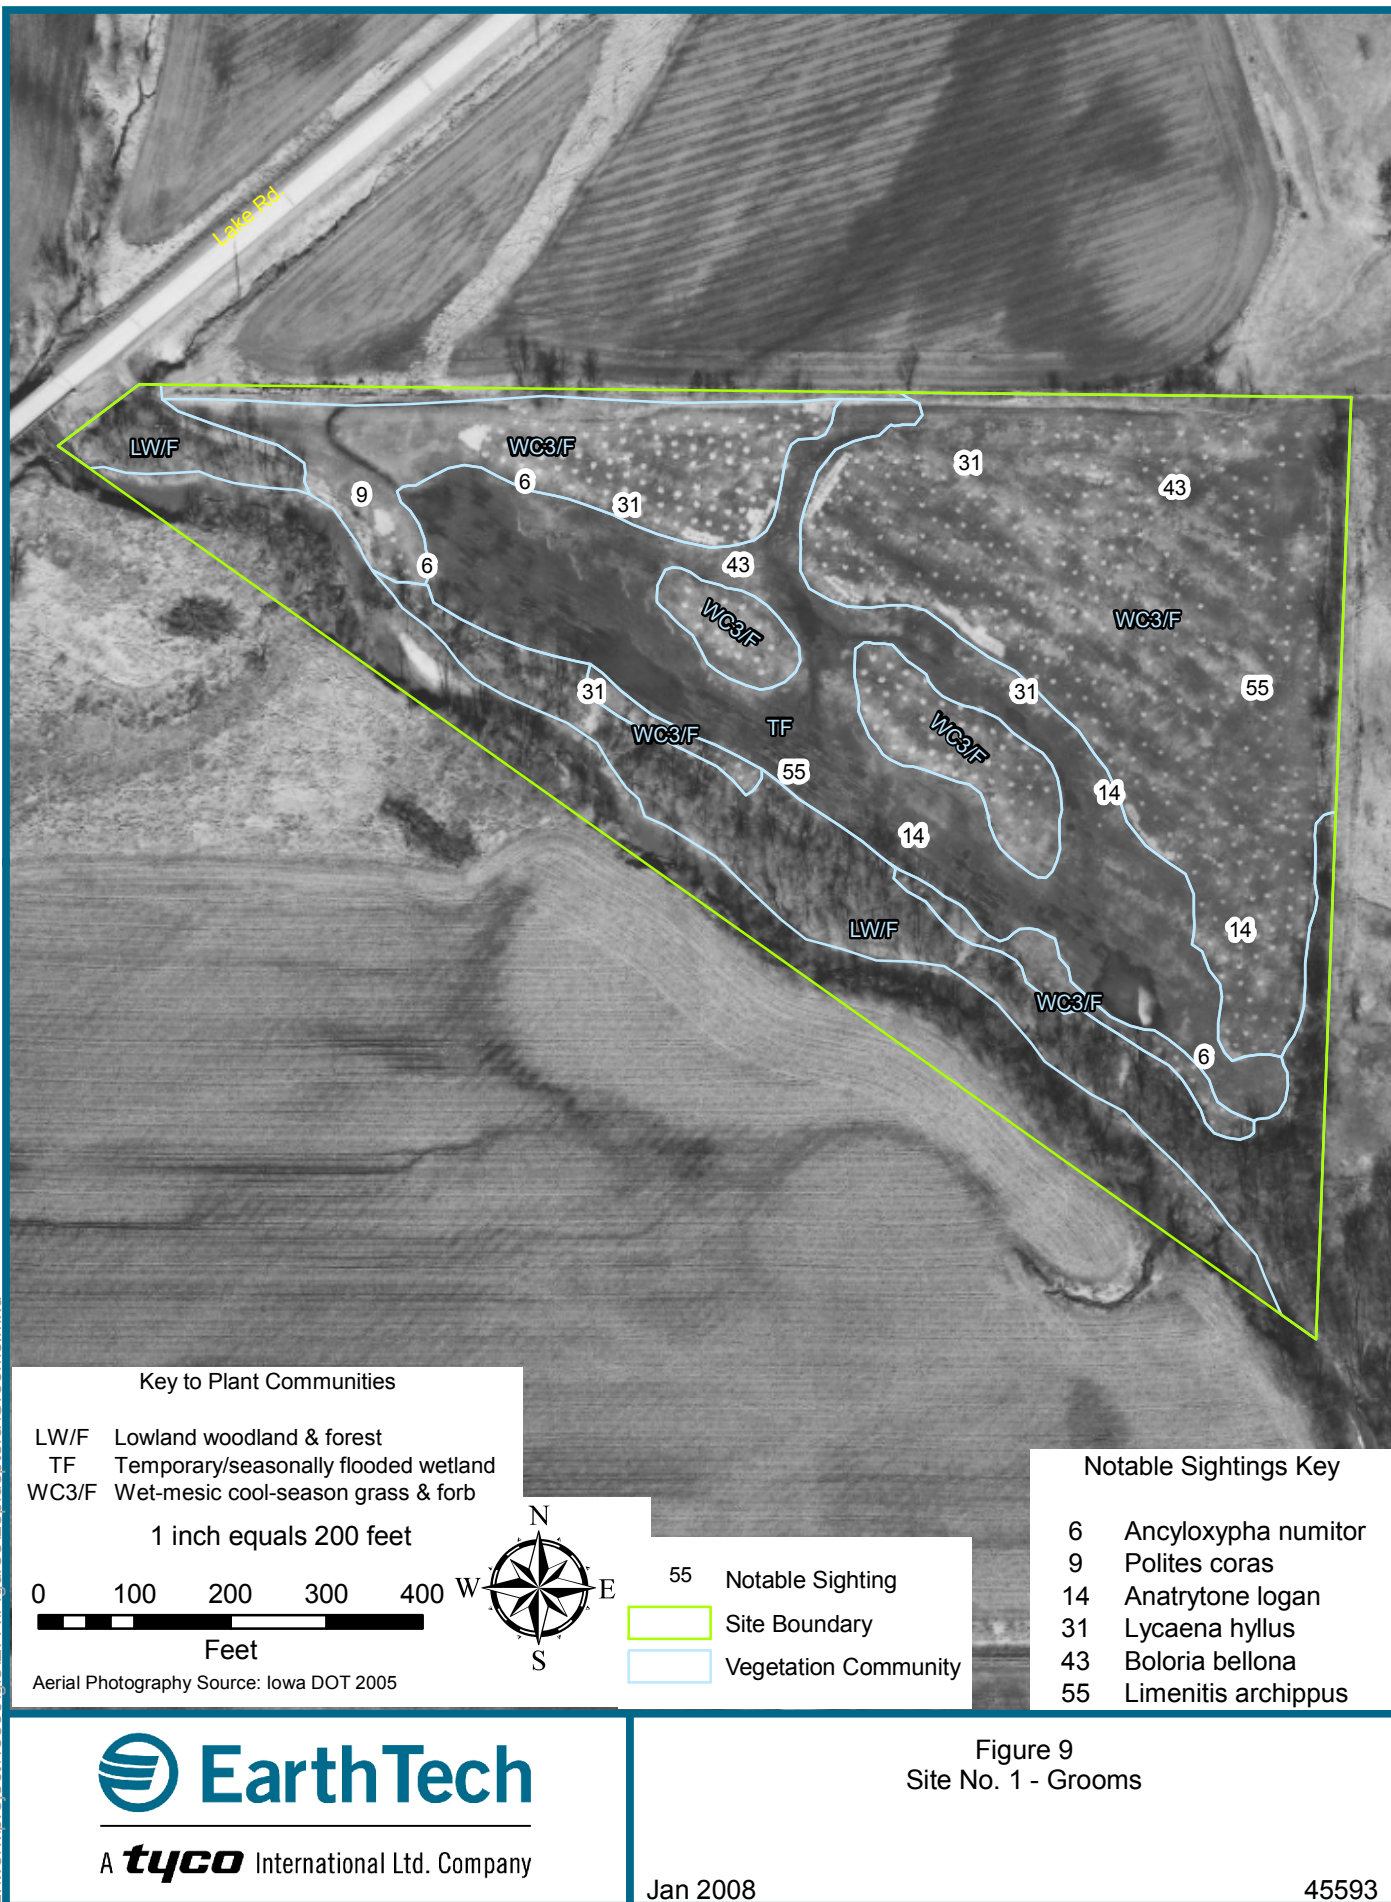 Lake Rd.
LW/F
WC3/F
31
43
9
6
31
6
43
WC3/F
WC3/F
31
31
55
WC3/F
TF
WC3/F
55
14
14
LW/F
14
WC3/F
6
Key to Plant Communities
LW/F Lowland woodland & forest
TF Temporary/seasonally flooded wetland
WC3/F Wet-mesic cool-season grass & forb
1 inch equals 200 feet
0 100 200 300 400
Feet
Aerial Photography Source: Iowa DOT 2005
N
W E
S
55 Notable Sighting
Site Boundary
Vegetation Community
Notable Sightings Key
6 Ancyloxypha numitor
9 Polites coras
14 Anatrytone logan
31 Lycaena hyllus
43 Boloria bellona
55 Limenitis archippus
EarthTech
A tyco International Ltd. Company
Figure 9
Site No. 1 - Grooms
Jan 2008
45593